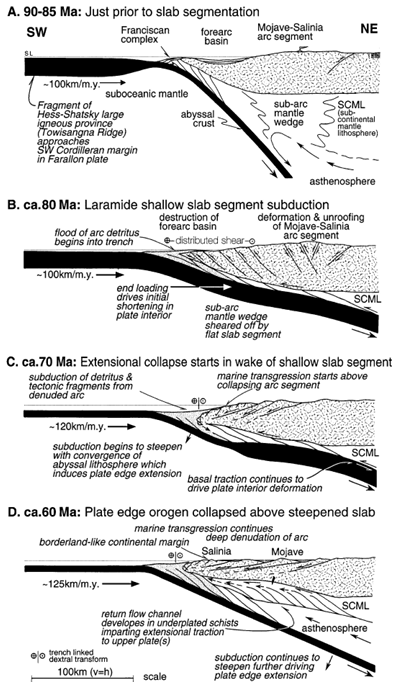 A. 90-85 Ma: Just prior to slab segmentation
SW
Franciscan
complex
forearc
basin
Mojave-Salinia
arc segment
NE
SL
~100km/m.y.
suboceanic mantle
Fragment of
Hess-Shatsky large
igneous province
(Towisangna Ridge)
approaches
SW Cordilleran margin
in Farallon plate
abyssal
crust
sub-arc
mantle
wedge
SCML
(sub-
continental
mantle
lithosphere)
asthenosphere
B. ca.80 Ma: Laramide shallow slab segment subduction
flood of arc detritus
begins into trench
destruction of
forearc basin
deformation & unroofing
of Mojave-Salinia
arc segment
⊕-distributed shear-⊙
~100km/m.y.
end loading
drives initial
shortening in
plate interior
sub-arc
mantle wedge
sheared off by
flat slab segment
SCML
C. ca.70 Ma: Extensional collapse starts in wake of shallow slab segment
subduction of detritus &
tectonic fragments from
denuded arc
marine transgression starts above
collapsing arc segment
⊕|⊙
~120km/m.y.
subduction begins to steepen
with convergence of
abyssal lithosphere which
induces plate edge extension
SCML
basal traction continues to
drive plate interior deformation
D. ca.60 Ma: Plate edge orogen collapsed above steepened slab
marine transgression continues
borderland-like continental margin
deep denudation of arc
⊕|⊙
Salinia
Mojave
~125km/m.y.
SCML
return flow channel
developes in underplated schists
imparting extensional traction
to upper plate(s)
asthenosphere
⊕|⊙ trench linked
dextral transform
100km (v=h)
scale
subduction continues to
steepen further driving
plate edge extension